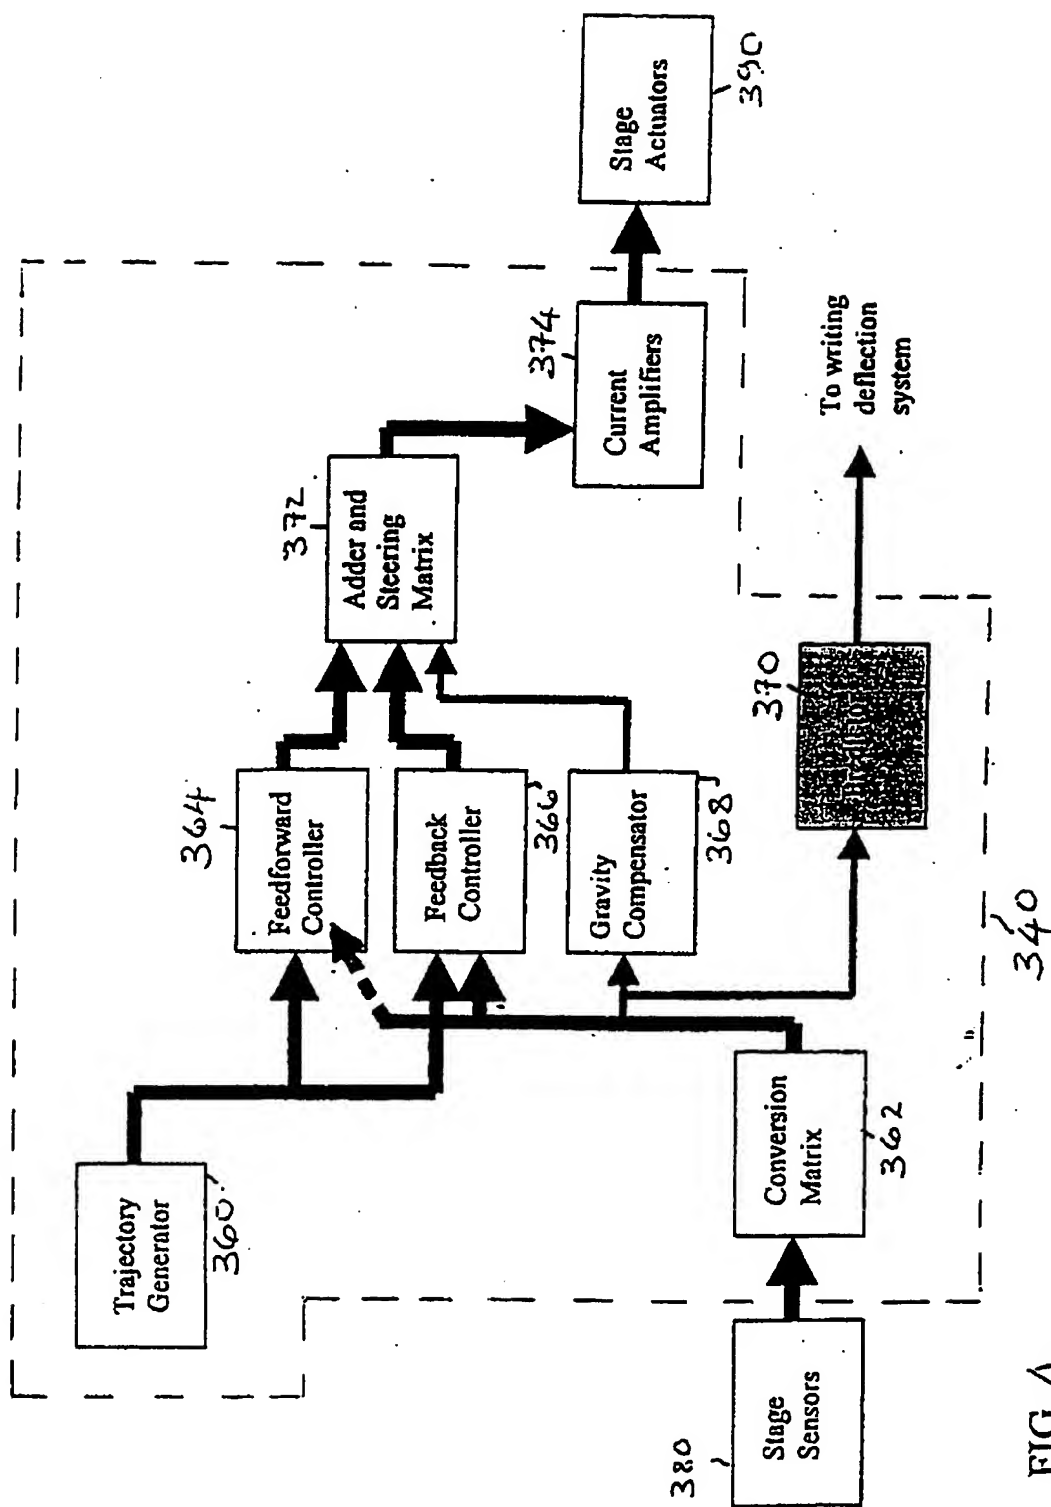 Trajectory
Generator
360
Feedforward
Controller
364
Feedback
Controller
366
Gravity
Compensator
368
Adder and
Steering
Matrix
372
Current
Amplifiers
374
Stage
Actuators
390
Stage
Sensors
380
Conversion
Matrix
362
370
To writing
deflection
system
340
FIG